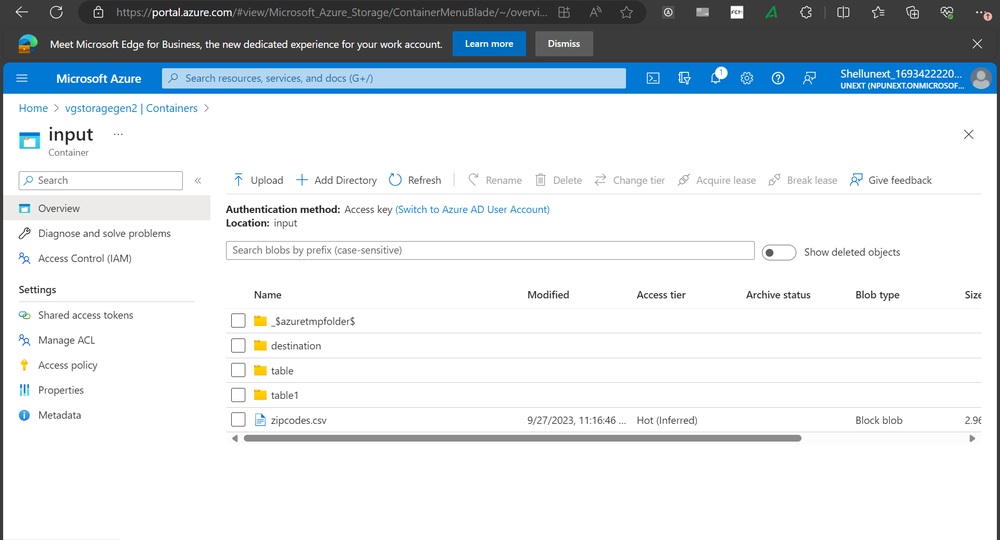 https://portal.azure.com/#view/Microsoft_Azure_Storage/ContainerMenuBlade/~/overvi...
FCM
Meet Microsoft Edge for Business, the new dedicated experience for your work account.
Learn more
Dismiss
Microsoft Azure
Search resources, services, and docs (G+/)
1
Shellunext_1693422220...
UNEXT (NPUNEXT.ONMICROSOF...
Home > vgstoragegen2 | Containers >
input ...
Container
Search
«
Upload
Add Directory
Refresh
Rename
Delete
Change tier
Acquire lease
Break lease
Give feedback
Overview
Diagnose and solve problems
Access Control (IAM)
Settings
Shared access tokens
Manage ACL
Access policy
Properties
Metadata
Authentication method: Access key (Switch to Azure AD User Account)
Location: input
Search blobs by prefix (case-sensitive)
Show deleted objects
Name Modified Access tier Archive status Blob type Size
_$azuretmpfolder$
destination
table
table1
zipcodes.csv 9/27/2023, 11:16:46 ... Hot (Inferred) Block blob 2.96